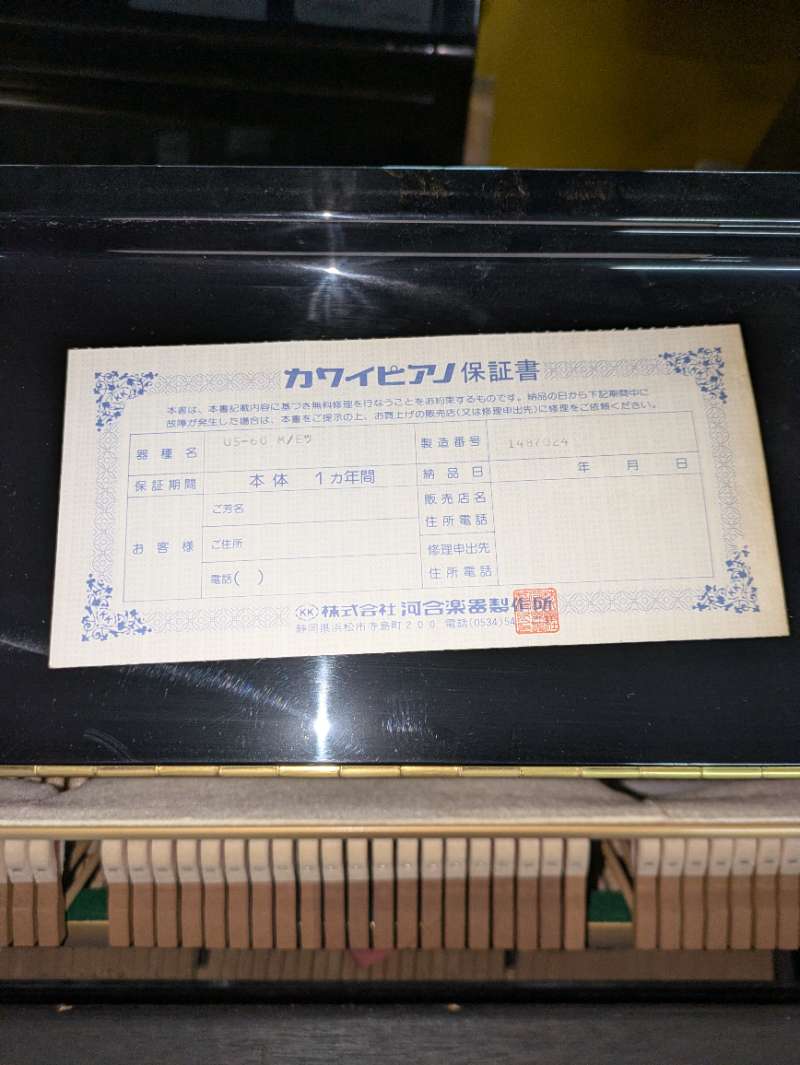 カワイピアノ保証書
本書は、本書記載内容に基づき無料修理を行なうことをお約束するものです。納品の日から下記期間中に
故障が発生した場合は、本書をご提示の上、お買上げの販売店(又は修理申出先)に修理をご依頼ください。
器種名 US-60 M/Eツ 製造番号
保証期間 本体 1カ年間 納品日 年 月 日
お客様
ご芳名
ご住所
電話( )
販売店名
住所電話
修理申出先
住所電話
KK 株式会社 河合楽器製作所
静岡県浜松市寺島町200 電話(0534)54